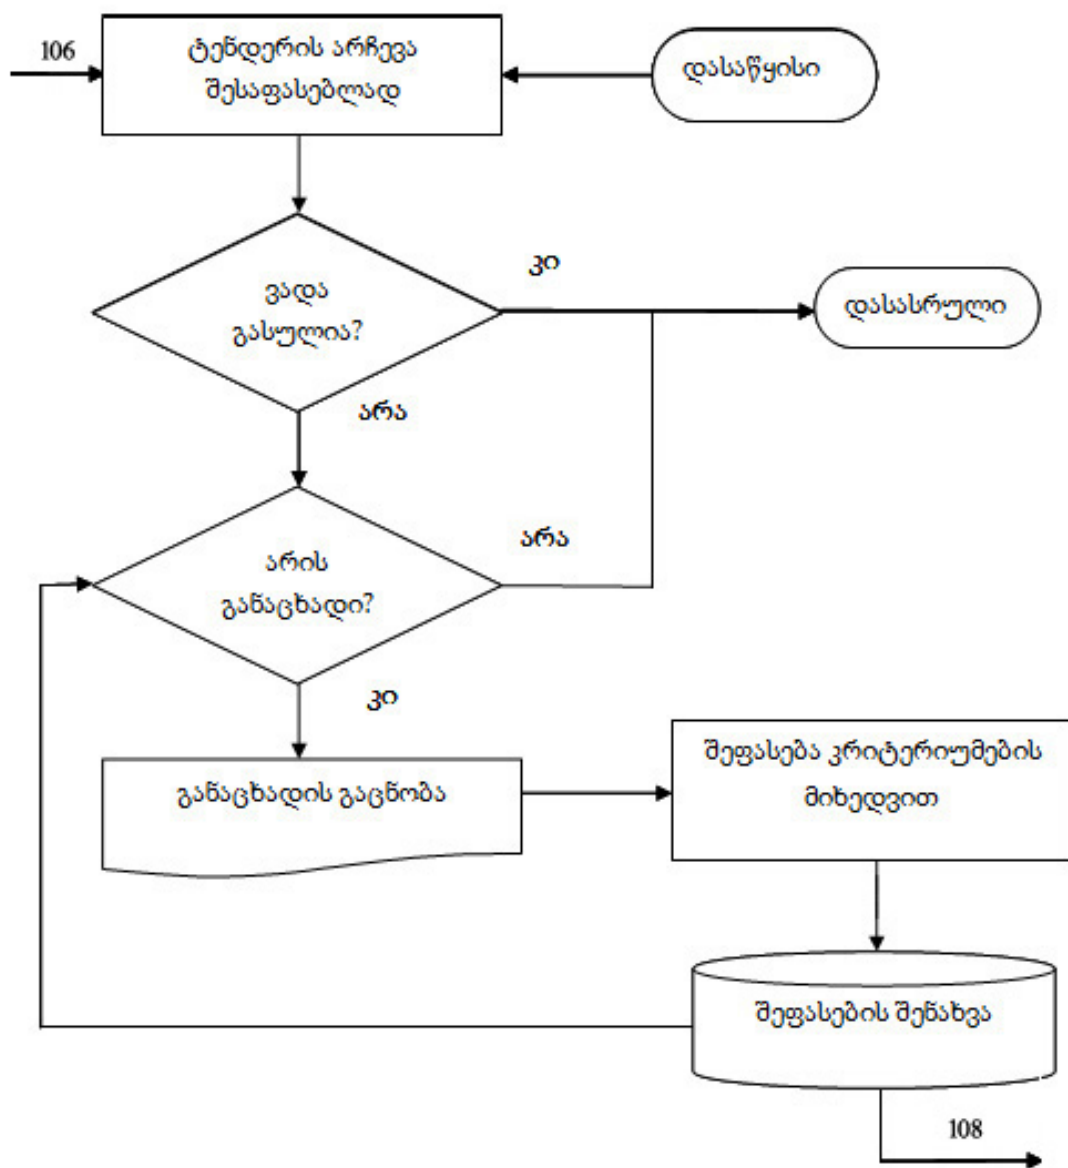 106
ტენდერის არჩევა
შესაფასებლად
დასაწყისი
ვადა
გასულია?
კი
დასასრული
არა
არის
განაცხადი?
არა
კი
განაცხადის გაცნობა
შეფასება კრიტერიუმების
მიხედვით
შეფასების შენახვა
108